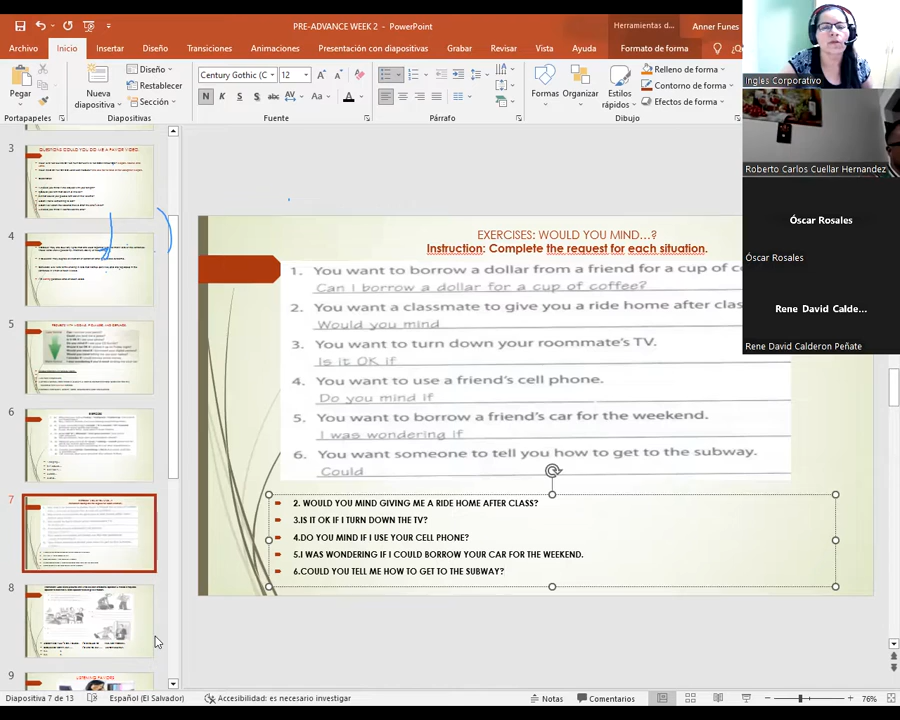 PRE-ADVANCE WEEK 2 - PowerPoint
Herramientas d...
Anner Funes
Archivo
Inicio
Insertar
Diseño
Transiciones
Animaciones
Presentación con diapositivas
Grabar
Revisar
Vista
Ayuda
Formato de forma
Pegar
Nueva diapositiva
Diseño
Restablecer
Sección
Century Gothic (C
12
N
K
S
S
abc
AV
Aa
A
Formas
Organizar
Estilos rápidos
Relleno de forma
Contorno de forma
Efectos de forma
Portapapeles
Diapositivas
Fuente
Párrafo
Dibujo
Ingles Corporativo
Roberto Carlos Cuellar Hernandez
Óscar Rosales
Óscar Rosales
Rene David Calde...
Rene David Calderon Peñate
3
4
5
6
7
8
9
EXERCISES: WOULD YOU MIND...?
Instruction: Complete the request for each situation.
1. You want to borrow a dollar from a friend for a cup of
Can I borrow a dollar for a cup of coffee?
2. You want a classmate to give you a ride home after
Would you mind
3. You want to turn down your roommate's TV.
Is it OK if
4. You want to use a friend's cell phone.
Do you mind if
5. You want to borrow a friend's car for the weekend.
I was wondering if
6. You want someone to tell you how to get to the subway.
Could
2. WOULD YOU MIND GIVING ME A RIDE HOME AFTER CLASS?
3.IS IT OK IF I TURN DOWN THE TV?
4.DO YOU MIND IF I USE YOUR CELL PHONE?
5.I WAS WONDERING IF I COULD BORROW YOUR CAR FOR THE WEEKEND.
6.COULD YOU TELL ME HOW TO GET TO THE SUBWAY?
Diapositiva 7 de 13
Español (El Salvador)
Accesibilidad: es necesario investigar
Notas
Comentarios
76%